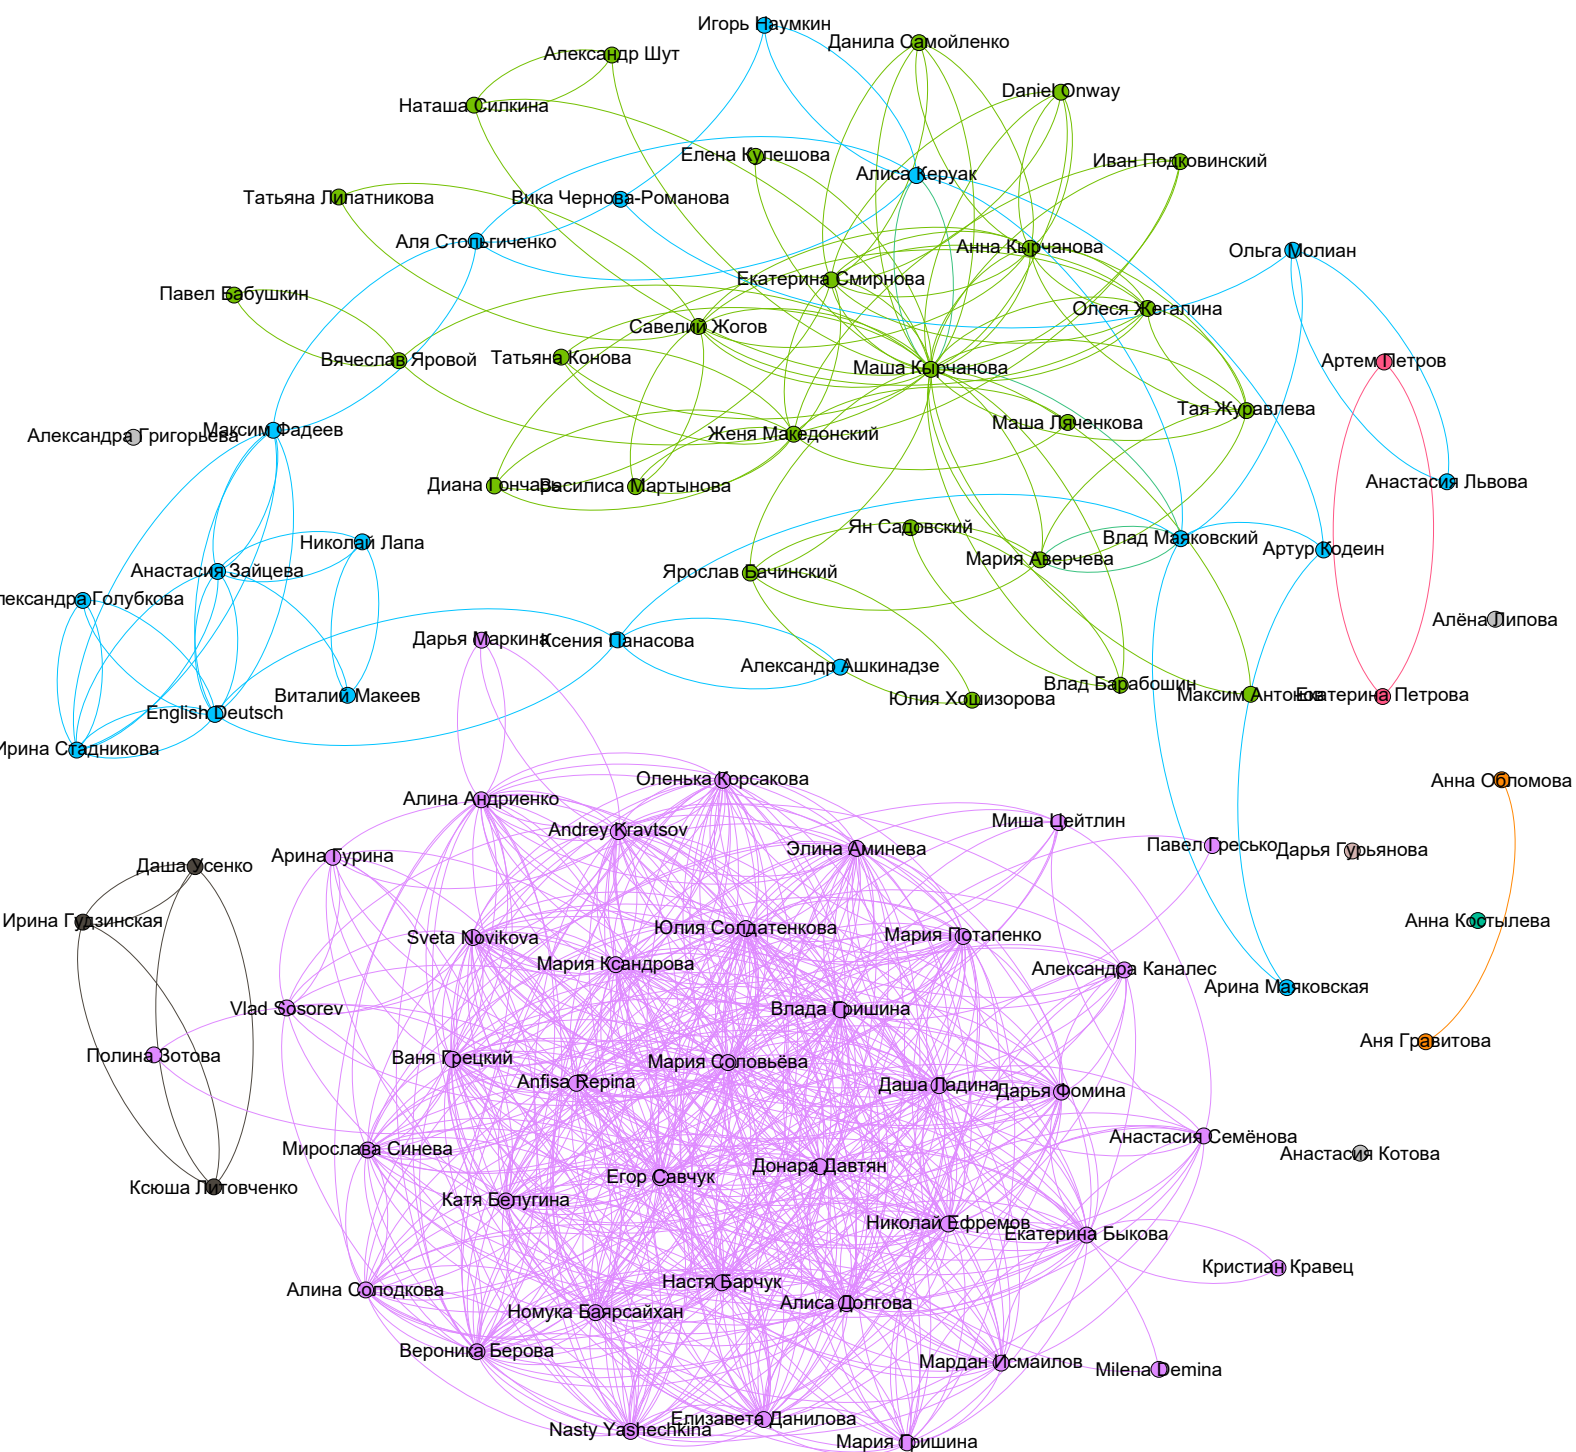 Игорь Наумкин
Данила Самойленко
Александр Шут
Daniel Onway
Наташа Силкина
Елена Кулешова
Иван Подковинский
Алиса Керуак
Татьяна Липатникова
Вика Чернова-Романова
Аля Стольгиченко
Анна Кырчанова
Ольга Молиан
Екатерина Смирнова
Павел Бабушкин
Олеся Жегалина
Савелий Жогов
Вячеслав Яровой
Татьяна Конова
Артем Петров
Маша Кырчанова
Тая Журавлева
Маша Ляченкова
Александра Григорьева
Максим Фадеев
Женя Македонский
Анастасия Львова
Диана Гончарь
Василиса Мартынова
Ян Садовский
Влад Маяковский
Николай Лапа
Артур Кодеин
Мария Аверчева
Анастасия Зайцева
Ярослав Бачинский
лександра Голубкова
Алёна Липова
Дарья Маркина
Ксения Панасова
Александр Ашкинадзе
Влад Барабошин
Виталий Макеев
Юлия Хошизорова
Максим Антонов
Екатерина Петрова
English Deutsch
Ирина Стадникова
Оленька Корсакова
Анна Обломова
Алина Андриенко
Миша Цейтлин
Andrey Kravtsov
Павел Гресько
Элина Аминева
Дарья Гурьянова
Арина Гурина
Даша Усенко
Ирина Гудзинская
Анна Костылева
Юлия Солдатенкова
Sveta Novikova
Мария Потапенко
Мария Ксандрова
Александра Каналес
Арина Маяковская
Vlad Sosorev
Влада Гришина
Аня Гравитова
Полина Зотова
Ваня Грецкий
Мария Соловьёва
Anfisa Repina
Даша Ладина
Дарья Фомина
Анастасия Семёнова
Мирослава Синева
Анастасия Котова
Донара Давтян
Егор Савчук
Ксюша Литовченко
Катя Белугина
Николай Ефремов
Екатерина Быкова
Кристиан Кравец
Настя Барчук
Алина Солодкова
Алиса Долгова
Номука Баярсайхан
Вероника Берова
Мардан Исмаилов
Milena Demina
Елизавета Данилова
Nasty Yashechkina
Мария Гришина